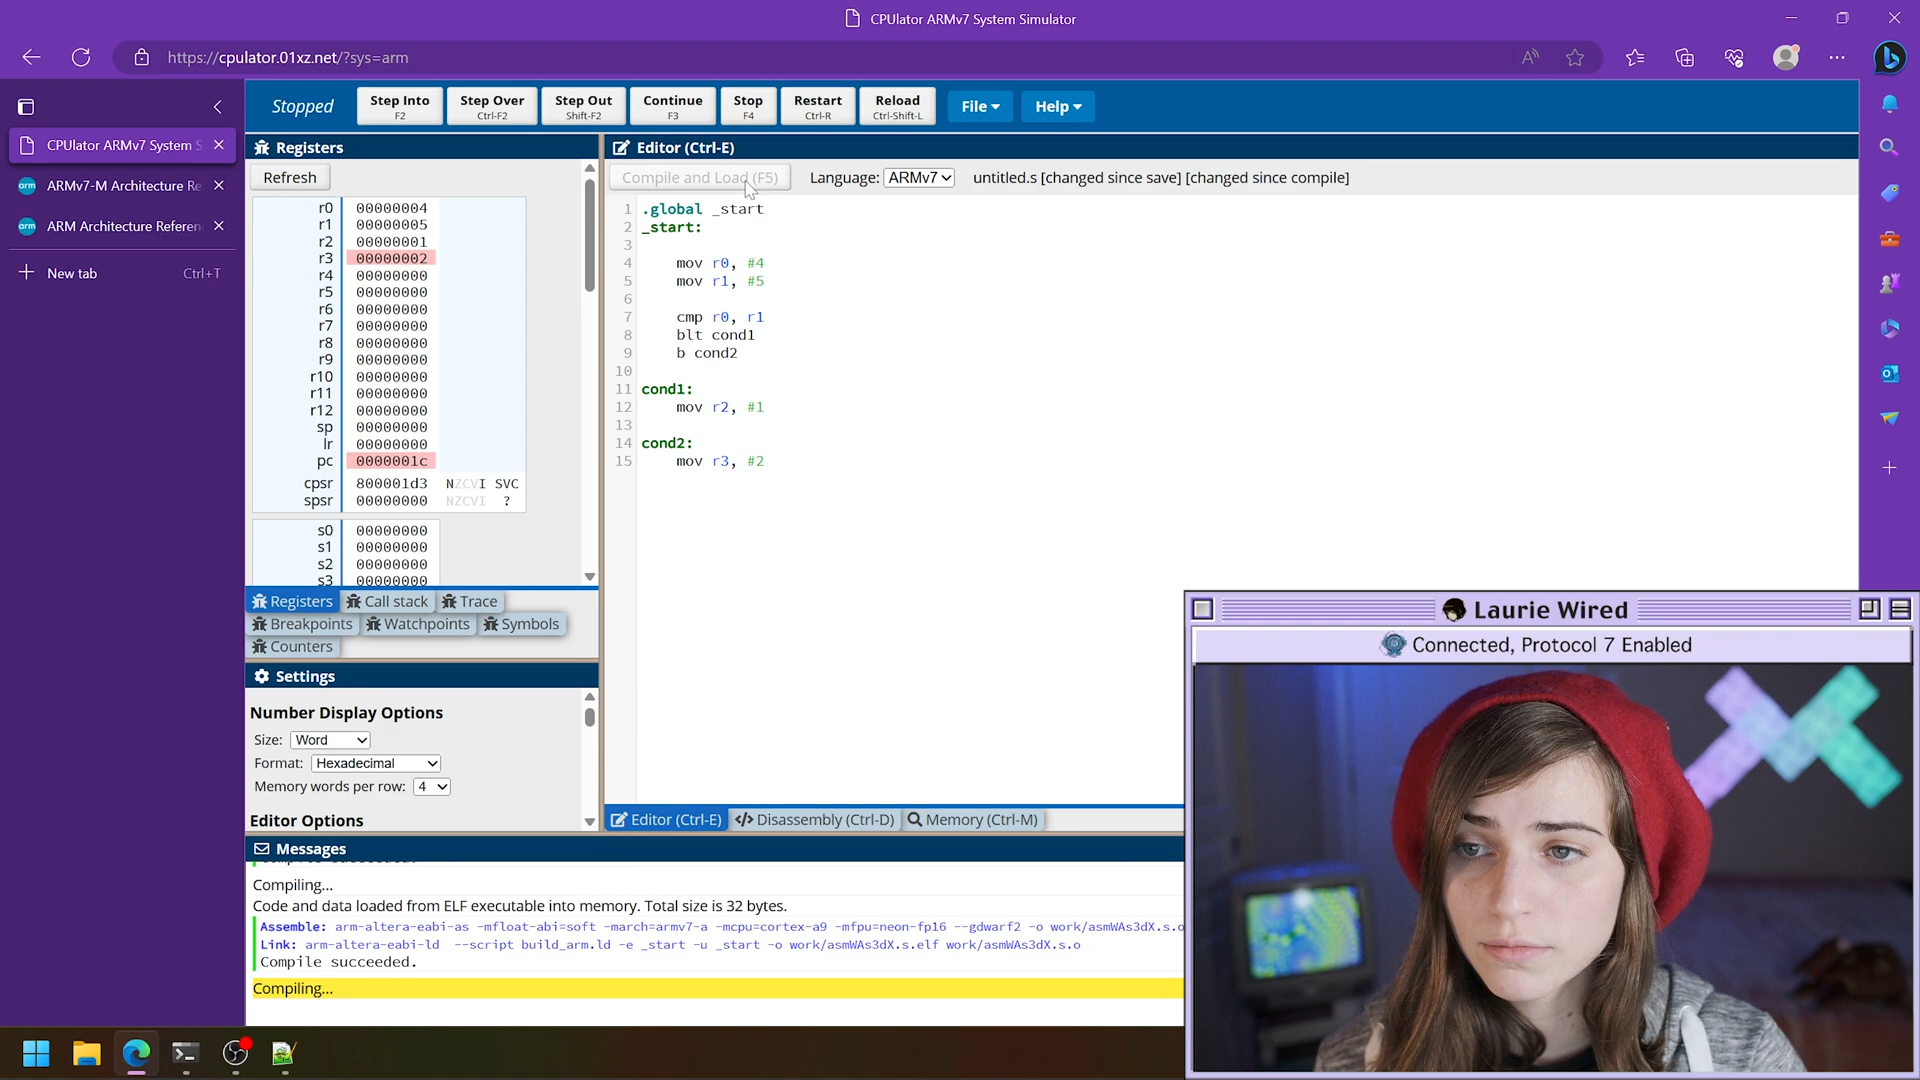 CPUlator ARMv7 System Simulator
https://cpulator.01xz.net/?sys=arm
CPUlator ARMv7 System S
ARMv7-M Architecture Re
ARM Architecture Referen
New tab Ctrl+T
Stopped
Step Into
F2
Step Over
Ctrl-F2
Step Out
Shift-F2
Continue
F3
Stop
F4
Restart
Ctrl-R
Reload
Ctrl-Shift-L
File
Help
Registers
Refresh
r0 00000004
r1 00000005
r2 00000001
r3 00000002
r4 00000000
r5 00000000
r6 00000000
r7 00000000
r8 00000000
r9 00000000
r10 00000000
r11 00000000
r12 00000000
sp 00000000
lr 00000000
pc 0000001c
cpsr 800001d3 NZCVI SVC
spsr 00000000 NZCVI ?
s0 00000000
s1 00000000
s2 00000000
s3 00000000
Registers Call stack Trace
Breakpoints Watchpoints Symbols
Counters
Settings
Number Display Options
Size: Word
Format: Hexadecimal
Memory words per row: 4
Editor Options
Editor (Ctrl-E)
Compile and Load (F5) Language: ARMv7 untitled.s [changed since save] [changed since compile]
1 .global _start
2 _start:
3
4 mov r0, #4
5 mov r1, #5
6
7 cmp r0, r1
8 blt cond1
9 b cond2
10
11 cond1:
12 mov r2, #1
13
14 cond2:
15 mov r3, #2
Editor (Ctrl-E) Disassembly (Ctrl-D) Memory (Ctrl-M)
Messages
Compiling...
Code and data loaded from ELF executable into memory. Total size is 32 bytes.
Assemble: arm-altera-eabi-as -mfloat-abi=soft -march=armv7-a -mcpu=cortex-a9 -mfpu=neon-fp16 --gdwarf2 -o work/asmWAs3dX.s.o
Link: arm-altera-eabi-ld --script build_arm.ld -e _start -u _start -o work/asmWAs3dX.s.elf work/asmWAs3dX.s.o
Compile succeeded.
Compiling...
Laurie Wired
Connected, Protocol 7 Enabled